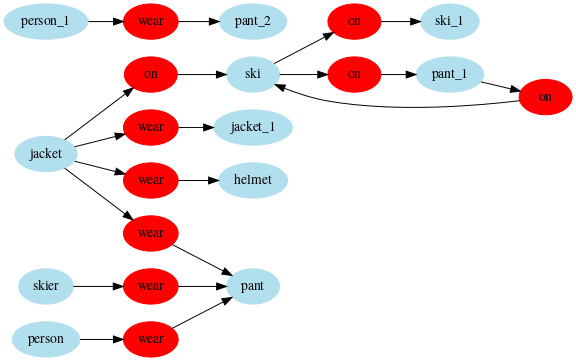 person_1 wear pant_2 on ski_1
on ski on pant_1
on
wear jacket_1
jacket
wear helmet
wear
skier wear pant
person wear